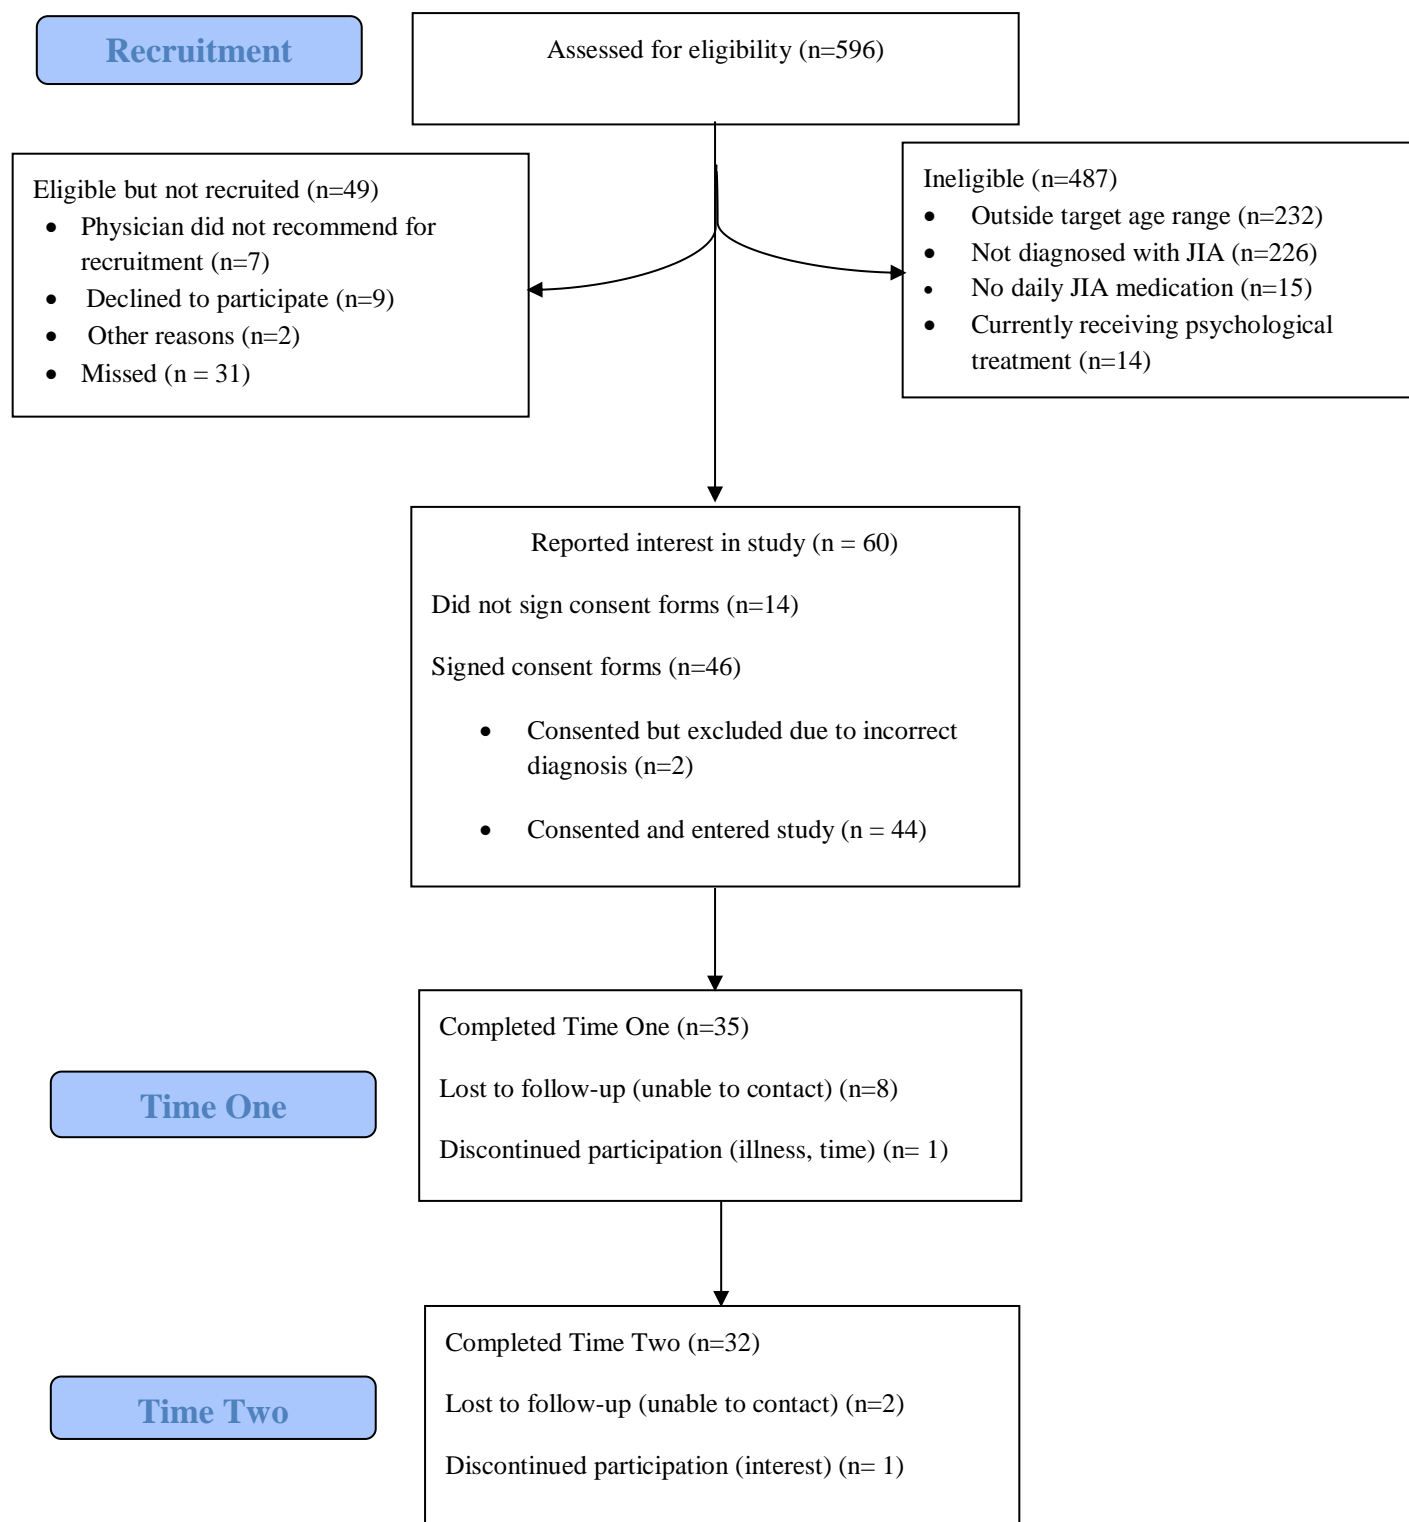 Recruitment
Assessed for eligibility (n=596)
Eligible but not recruited (n=49)
• Physician did not recommend for
recruitment (n=7)
• Declined to participate (n=9)
• Other reasons (n=2)
• Missed (n = 31)
Ineligible (n=487)
• Outside target age range (n=232)
• Not diagnosed with JIA (n=226)
• No daily JIA medication (n=15)
• Currently receiving psychological
treatment (n=14)
Reported interest in study (n = 60)
Did not sign consent forms (n=14)
Signed consent forms (n=46)
• Consented but excluded due to incorrect
diagnosis (n=2)
• Consented and entered study (n = 44)
Time One
Completed Time One (n=35)
Lost to follow-up (unable to contact) (n=8)
Discontinued participation (illness, time) (n= 1)
Time Two
Completed Time Two (n=32)
Lost to follow-up (unable to contact) (n=2)
Discontinued participation (interest) (n= 1)